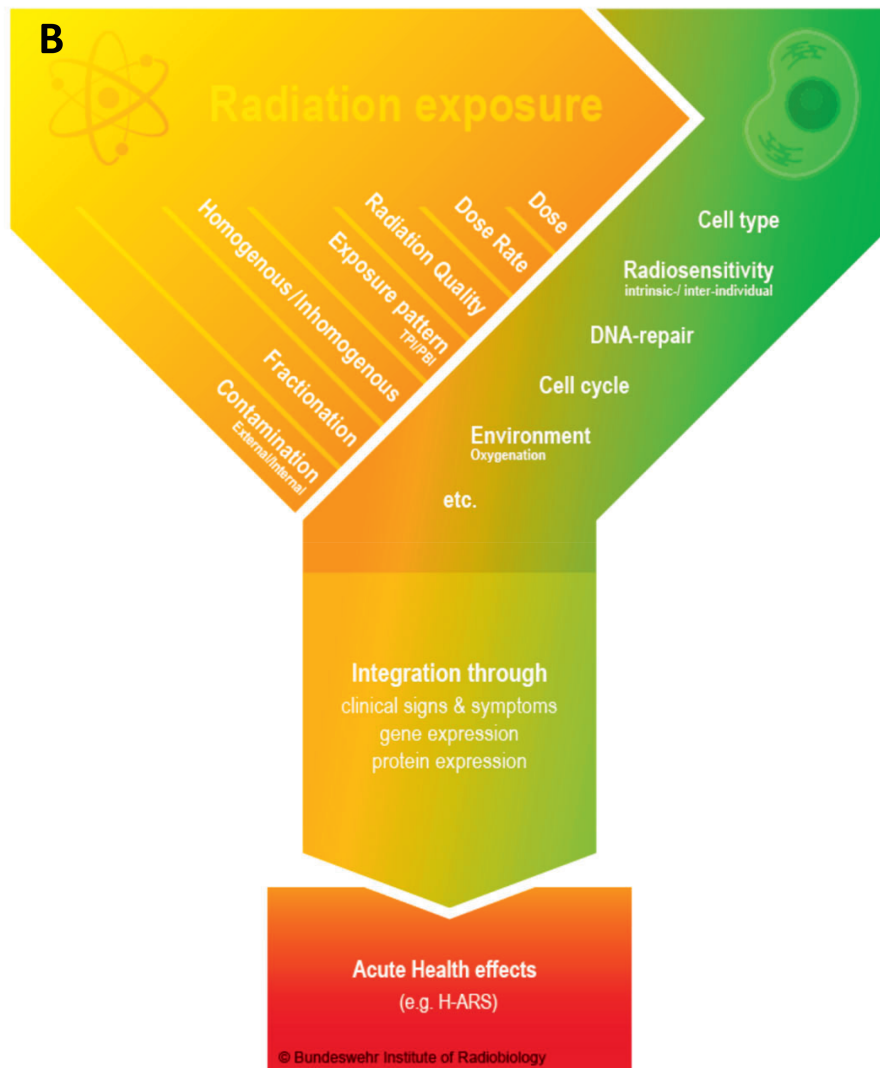 B
Radiation exposure
Dose
Dose Rate
Radiation Quality
Exposure pattern
TPI/PBI
Homogenous / Inhomogenous
Fractionation
Contamination
External/Internal
Cell type
Radiosensitivity
intrinsic-/ inter-individual
DNA-repair
Cell cycle
Environment
Oxygenation
etc.
Integration through
clinical signs & symptoms
gene expression
protein expression
Acute Health effects
(e.g. H-ARS)
© Bundeswehr Institute of Radiobiology